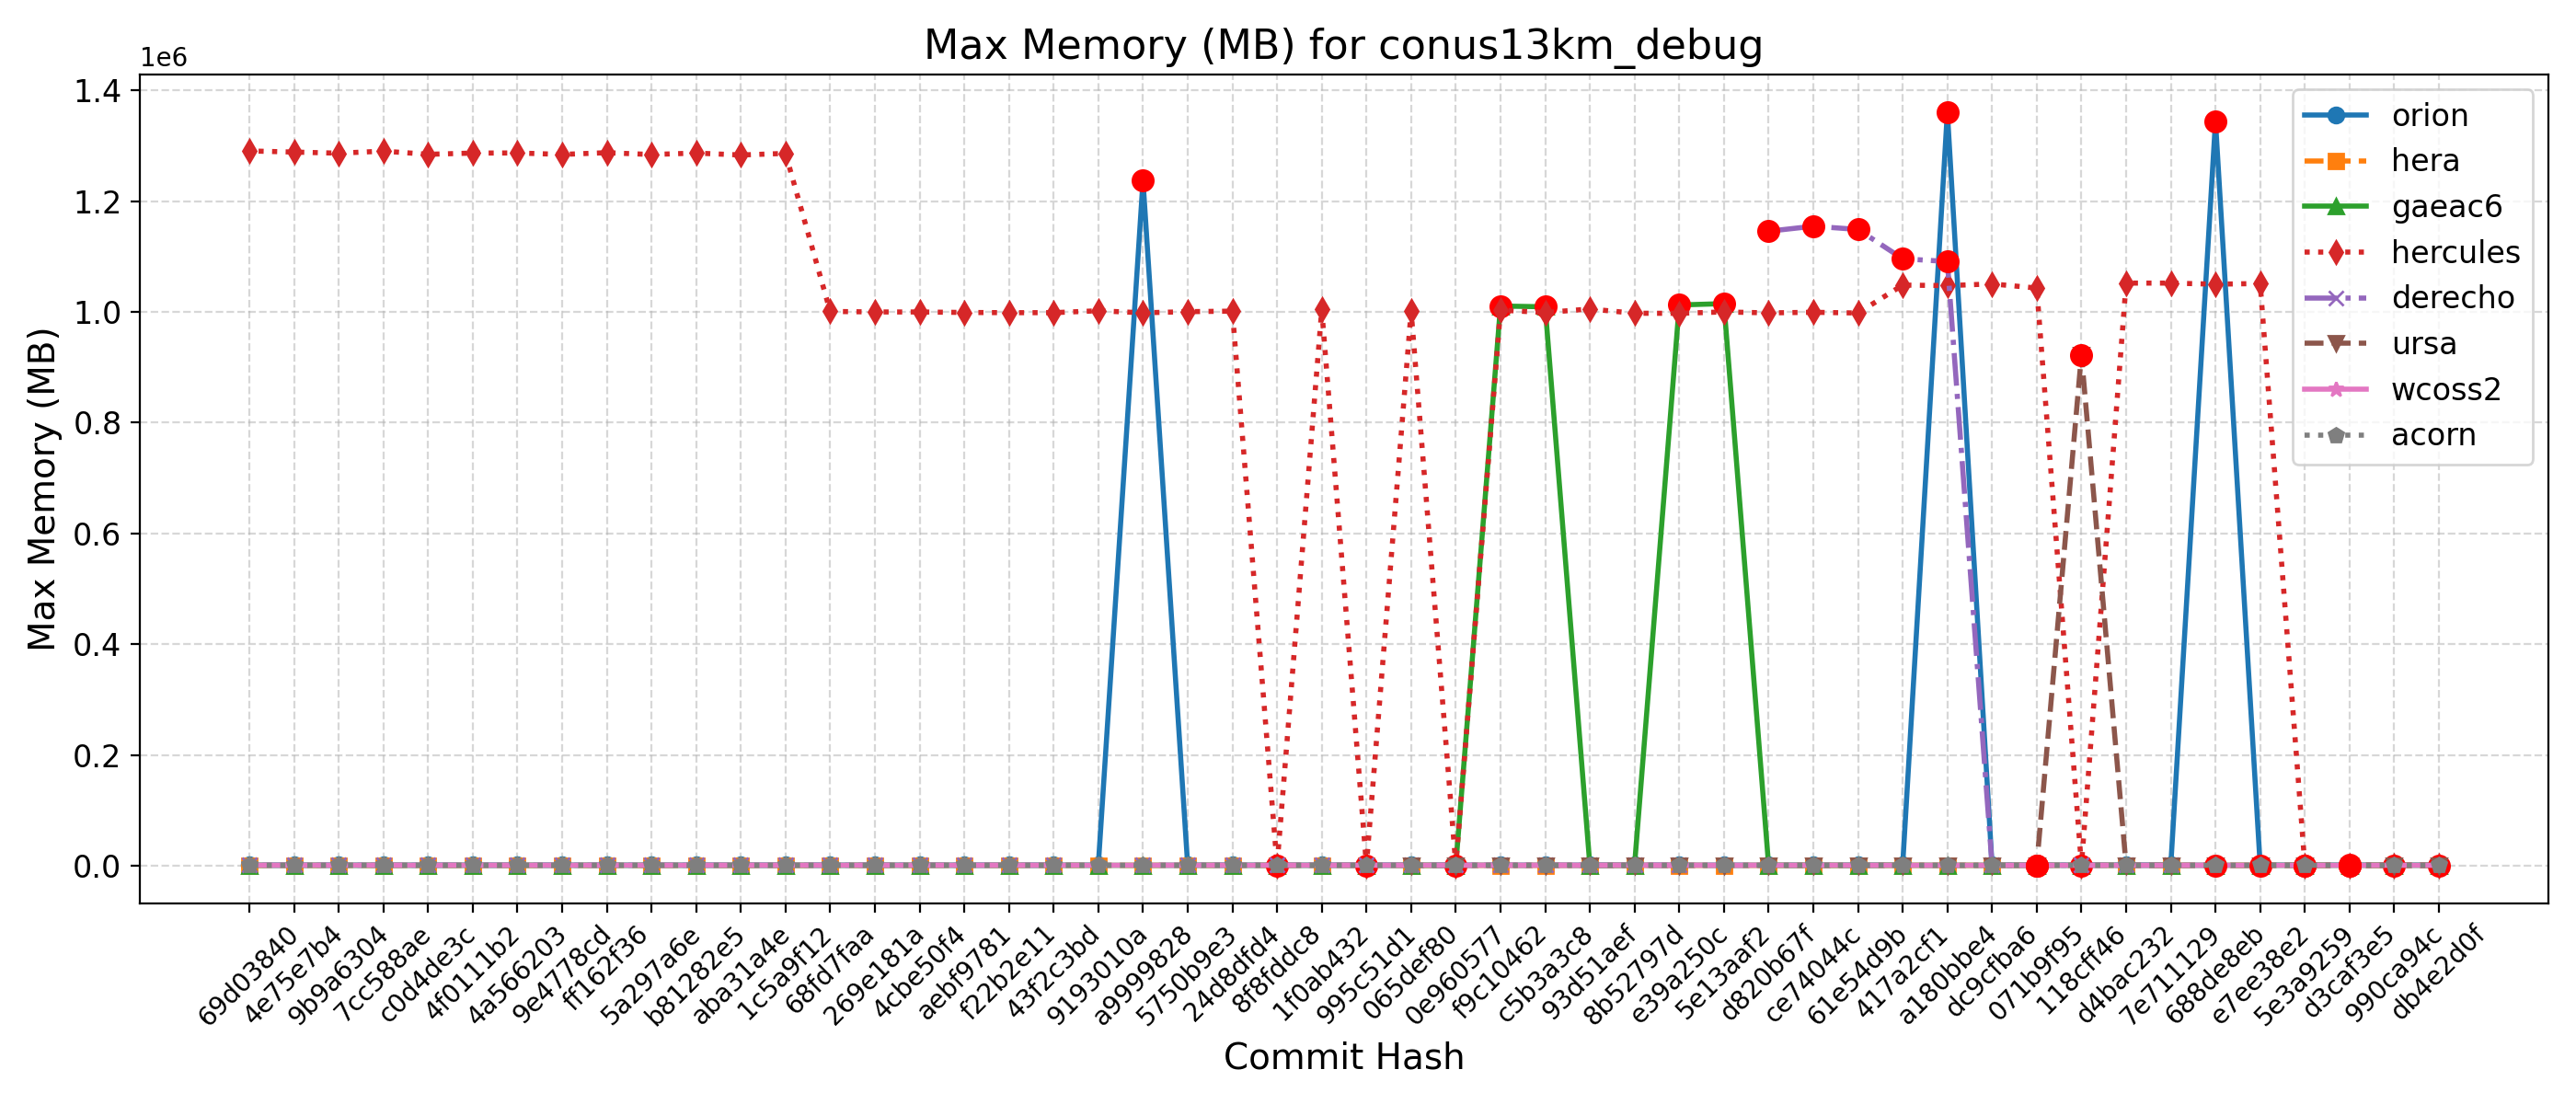 Max Memory (MB) for conus13km_debug
1e6
1.4
1.2
1.0
0.8
0.6
0.4
0.2
0.0
Max Memory (MB)
orion
hera
gaeac6
hercules
derecho
ursa
wcoss2
acorn
69d03840
4e75e7b4
9b9a6304
7cc588ae
c0d4de3c
4f0111b2
4a566203
9e4778cd
ff162f36
5a297a6e
b81282e5
aba31a4e
1c5a9f12
68fd7faa
269e181a
4cbe50f4
aebf9781
f22b2e11
43f2c3bd
9193010a
a9999828
5750b9e3
24d8dfd4
8f8fddc8
1f0ab432
995c51d1
065def80
0e960577
f9c10462
c5b3a3c8
93d51aef
8b52797d
e39a250c
5e13aaf2
d820b67f
ce74044c
61e54d9b
417a2cf1
a180bbe4
dc9cfba6
071b9f95
118cff46
d4bac232
7e711129
688de8eb
e7ee38e2
5e3a9259
d3caf3e5
990ca94c
db4e2d0f
Commit Hash